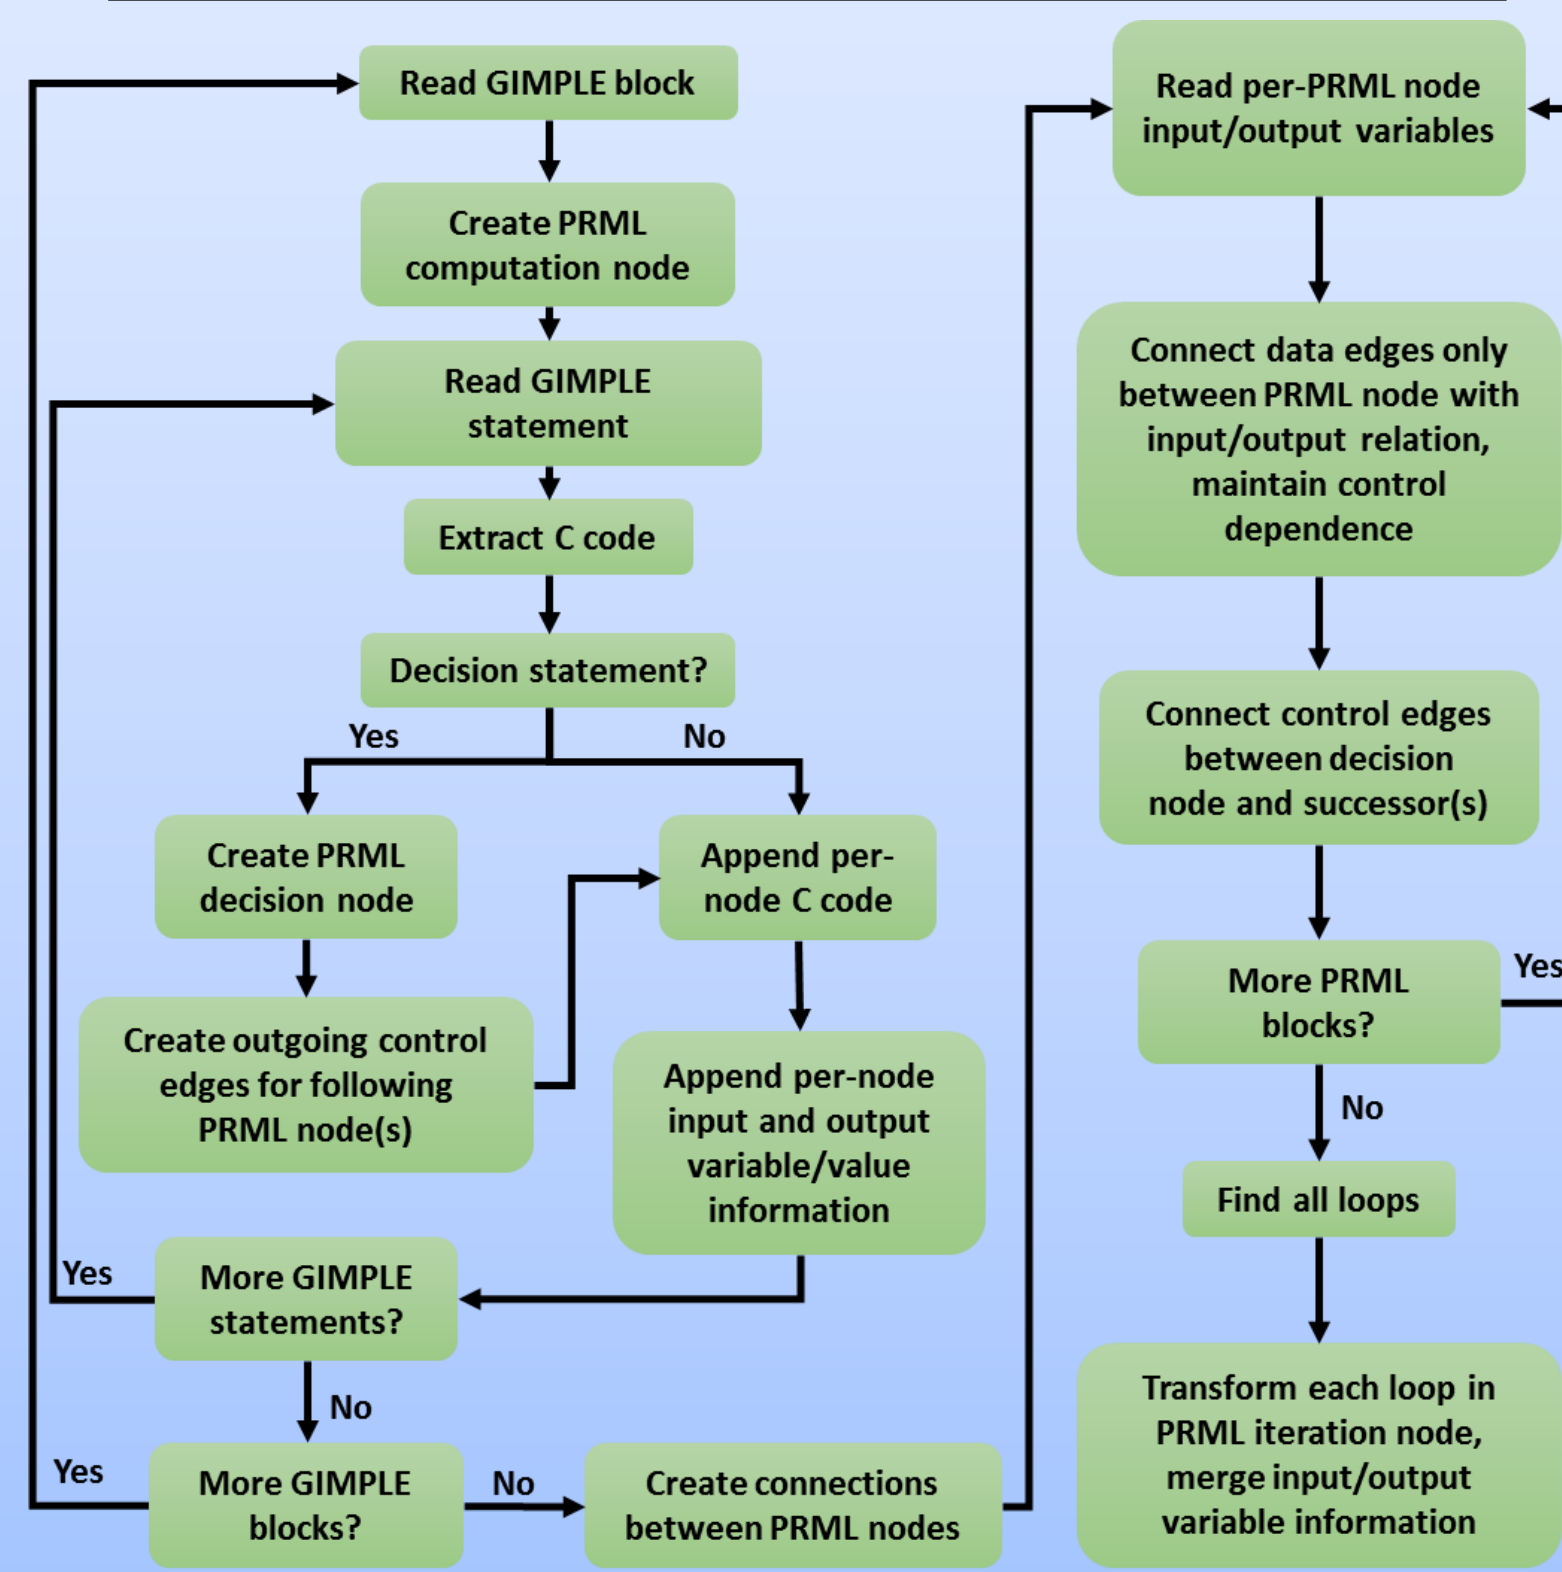 Read GIMPLE block
Create PRML
computation node
Read GIMPLE
statement
Extract C code
Decision statement?
Yes
No
Create PRML
decision node
Append per-
node C code
Create outgoing control
edges for following
PRML node(s)
Append per-node
input and output
variable/value
information
Yes
More GIMPLE
statements?
No
Yes
More GIMPLE
blocks?
No
Create connections
between PRML nodes
Read per-PRML node
input/output variables
Connect data edges only
between PRML node with
input/output relation,
maintain control
dependence
Connect control edges
between decision
node and successor(s)
More PRML
blocks?
Yes
No
Find all loops
Transform each loop in
PRML iteration node,
merge input/output
variable information